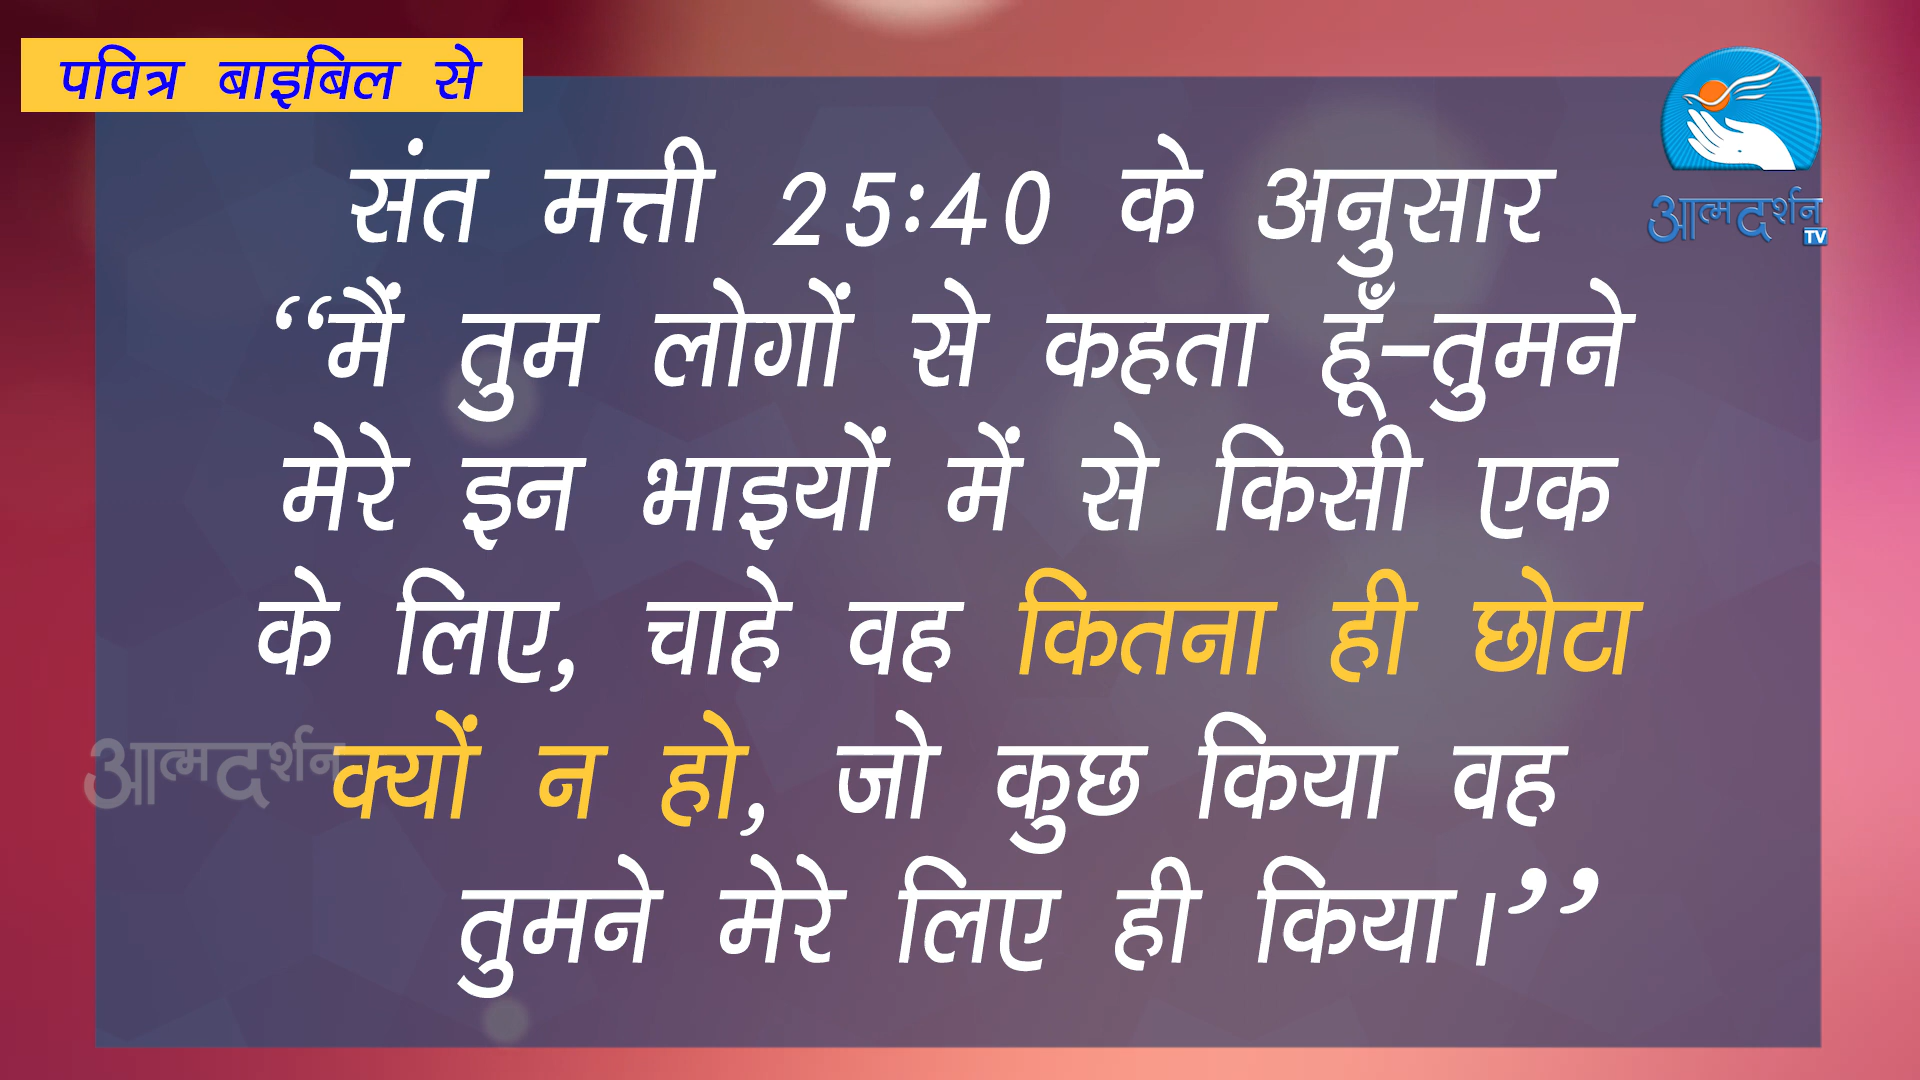 पवित्र बाइबिल से
आत्मदर्शन
TV
संत मत्ती 25:40 के अनुसार
“मैं तुम लोगों से कहता हूँ-तुमने
मेरे इन भाइयों में से किसी एक
के लिए, चाहे वह कितना ही छोटा
क्यों न हो, जो कुछ किया वह
तुमने मेरे लिए ही किया।’’
आत्मदर्शन